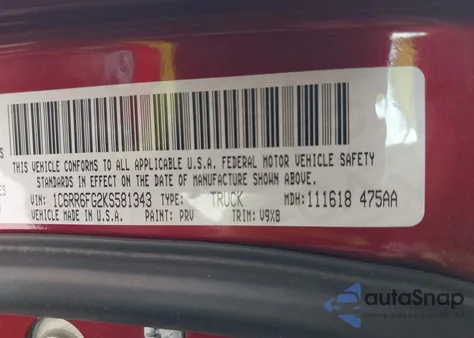 THIS VEHICLE CONFORMS TO ALL APPLICABLE U.S.A. FEDERAL MOTOR VEHICLE SAFETY
STANDARDS IN EFFECT ON THE DATE OF MANUFACTURE SHOWN ABOVE.
VIN: 1C6RR6FG2KS581343 TYPE: TRUCK MDH: 111618 475AA
VEHICLE MADE IN U.S.A. PAINT: PRV TRIM: V9X8
autaSnap